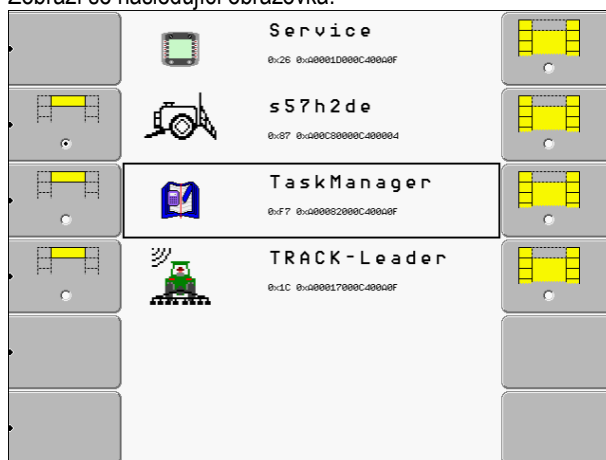 Zobrazí se následující obrazovka:
Service
0x26 0xA0001D000C400A0F
s57h2de
0x87 0xA00C80000C400004
TaskManager
0xF7 0xA00082000C400A0F
TRACK-Leader
0x1C 0xA00017000C400A0F